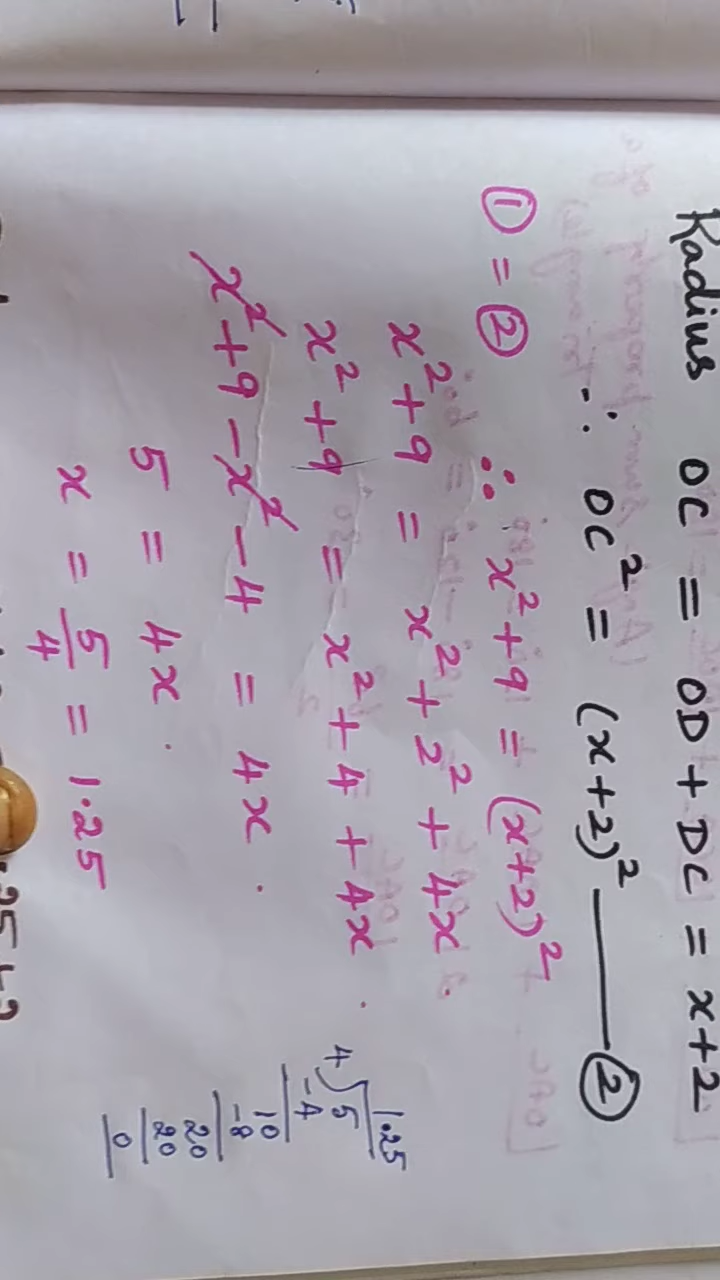 Radius OC = OD + DC = x+2
∴ OC² = (x+2)² ——— ②
① = ② ∴ x²+9 = (x+2)²
x²+9 = x²+2²+4x.
x²+9 = x²+4+4x.
x²+9-x²-4 = 4x.
5 = 4x.
x = 5/4 = 1.25
1.25
4)5
-4
10
-8
20
20
0